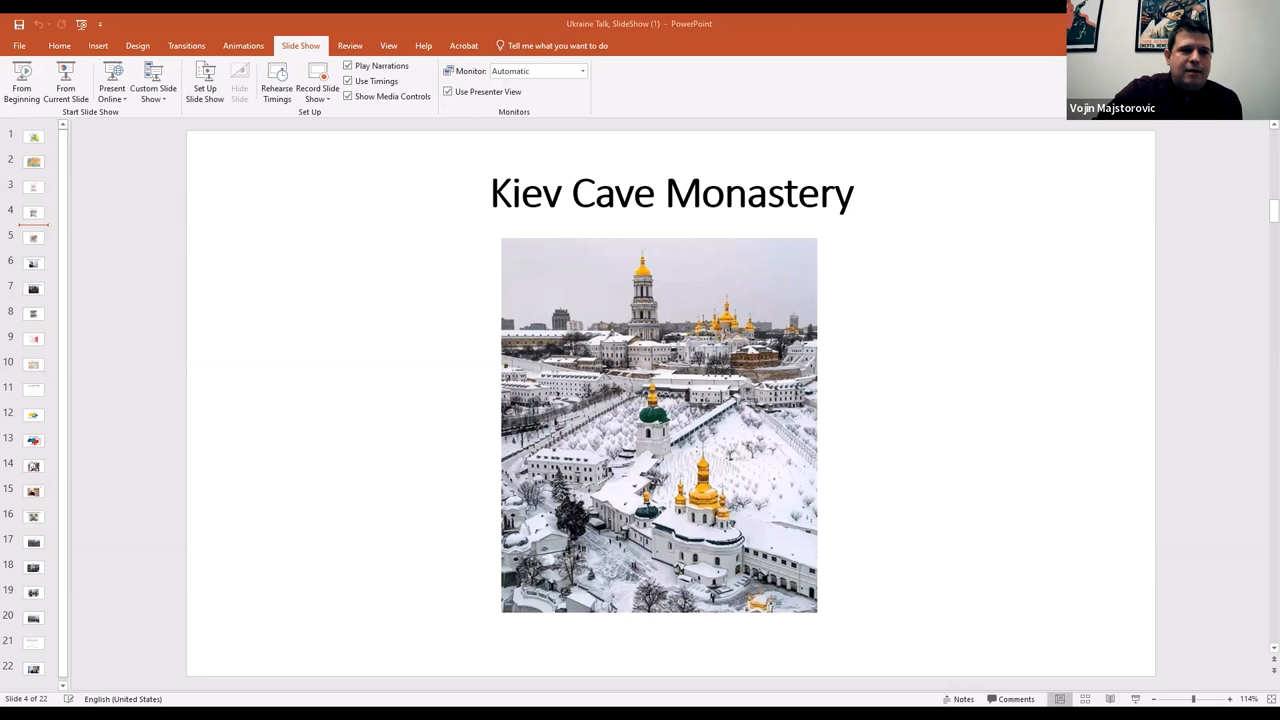 Ukraine Talk, SlideShow (1) - PowerPoint
File Home Insert Design Transitions Animations Slide Show Review View Help Acrobat Tell me what you want to do
From Beginning
From Current Slide
Present Online
Custom Slide Show
Set Up Slide Show
Hide Slide
Rehearse Timings
Record Slide Show
Play Narrations
Use Timings
Show Media Controls
Monitor: Automatic
Use Presenter View
Start Slide Show
Set Up
Monitors
Vojin Majstorovic
1
2
3
4
5
6
7
8
9
10
11
12
13
14
15
16
17
18
19
20
21
22
Kiev Cave Monastery
Slide 4 of 22 English (United States) Notes Comments 114%